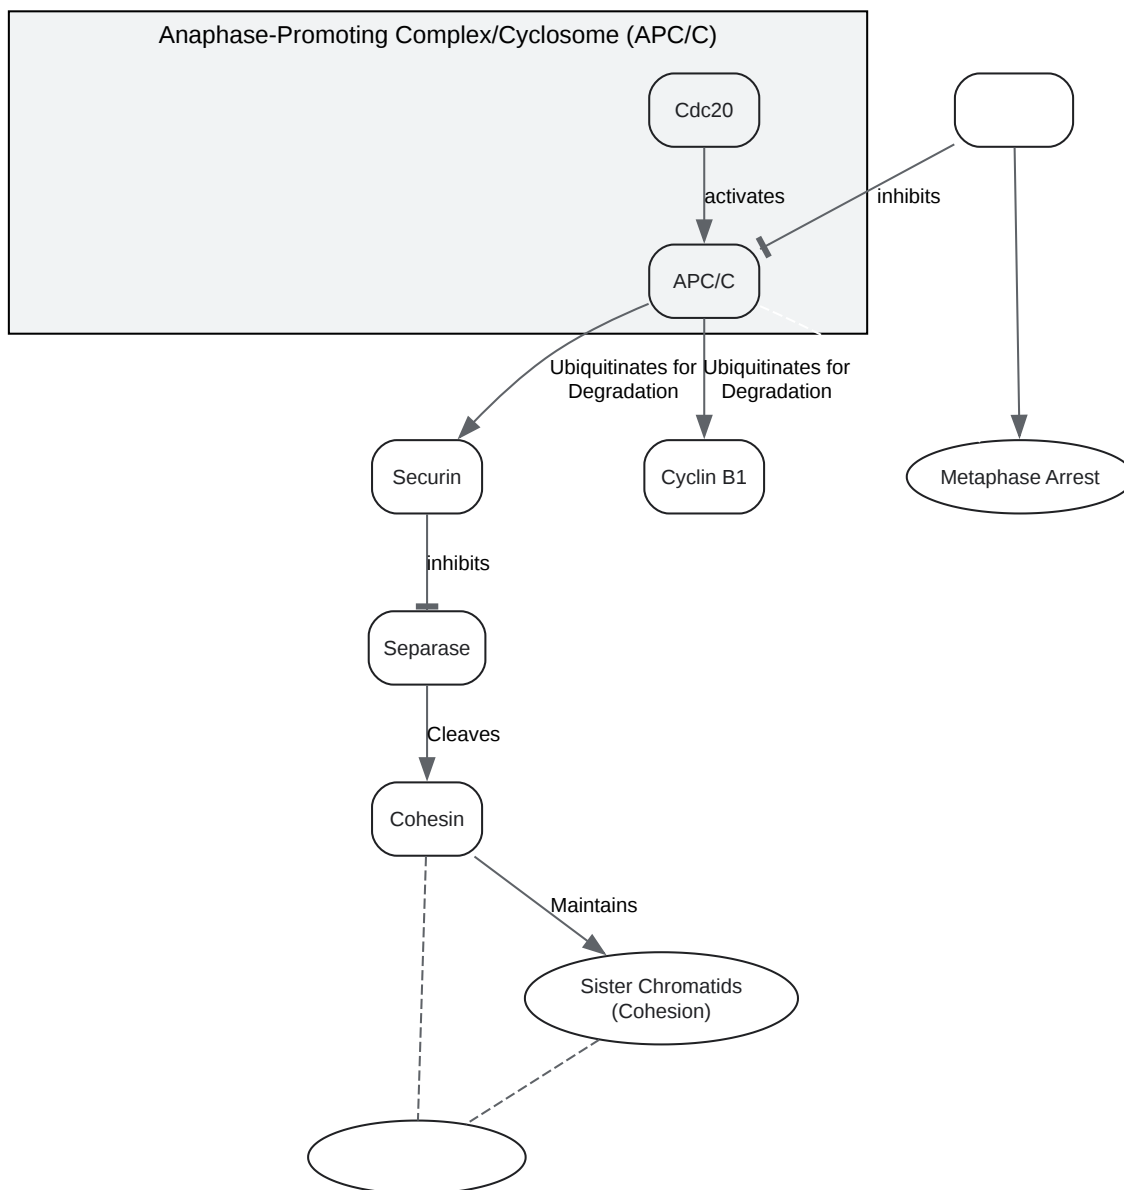 Anaphase-Promoting Complex/Cyclosome (APC/C)
Cdc20
activates
inhibits
APC/C
Ubiquitinates for
Degradation
Ubiquitinates for
Degradation
Securin
Cyclin B1
Metaphase Arrest
inhibits
Separase
Cleaves
Cohesin
Maintains
Sister Chromatids
(Cohesion)